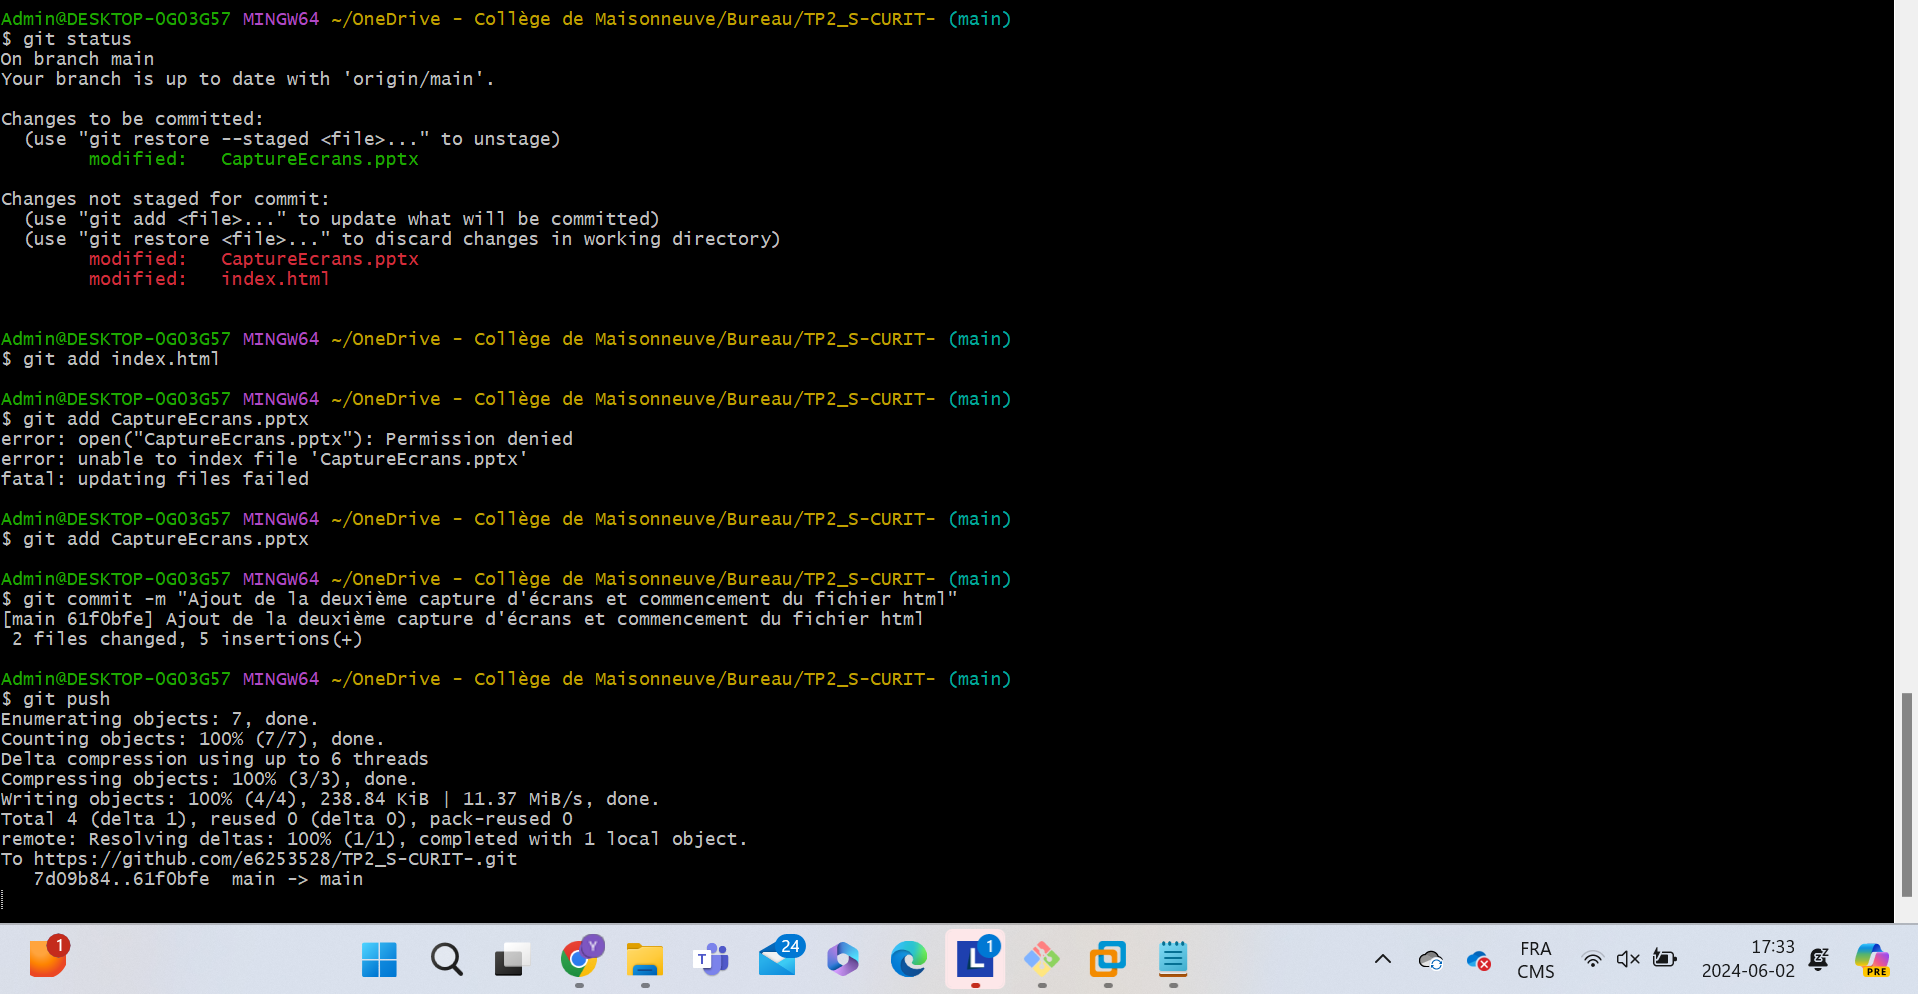 Admin@DESKTOP-0G03G57 MINGW64 ~/OneDrive - Collège de Maisonneuve/Bureau/TP2_S-CURIT- (main)
$ git status
On branch main
Your branch is up to date with 'origin/main'.
Changes to be committed:
  (use "git restore --staged <file>..." to unstage)
        modified:   CaptureEcrans.pptx
Changes not staged for commit:
  (use "git add <file>..." to update what will be committed)
  (use "git restore <file>..." to discard changes in working directory)
        modified:   CaptureEcrans.pptx
        modified:   index.html
Admin@DESKTOP-0G03G57 MINGW64 ~/OneDrive - Collège de Maisonneuve/Bureau/TP2_S-CURIT- (main)
$ git add index.html
Admin@DESKTOP-0G03G57 MINGW64 ~/OneDrive - Collège de Maisonneuve/Bureau/TP2_S-CURIT- (main)
$ git add CaptureEcrans.pptx
error: open("CaptureEcrans.pptx"): Permission denied
error: unable to index file 'CaptureEcrans.pptx'
fatal: updating files failed
Admin@DESKTOP-0G03G57 MINGW64 ~/OneDrive - Collège de Maisonneuve/Bureau/TP2_S-CURIT- (main)
$ git add CaptureEcrans.pptx
Admin@DESKTOP-0G03G57 MINGW64 ~/OneDrive - Collège de Maisonneuve/Bureau/TP2_S-CURIT- (main)
$ git commit -m "Ajout de la deuxième capture d'écrans et commencement du fichier html"
[main 61f0bfe] Ajout de la deuxième capture d'écrans et commencement du fichier html
 2 files changed, 5 insertions(+)
Admin@DESKTOP-0G03G57 MINGW64 ~/OneDrive - Collège de Maisonneuve/Bureau/TP2_S-CURIT- (main)
$ git push
Enumerating objects: 7, done.
Counting objects: 100% (7/7), done.
Delta compression using up to 6 threads
Compressing objects: 100% (3/3), done.
Writing objects: 100% (4/4), 238.84 KiB | 11.37 MiB/s, done.
Total 4 (delta 1), reused 0 (delta 0), pack-reused 0
remote: Resolving deltas: 100% (1/1), completed with 1 local object.
To https://github.com/e6253528/TP2_S-CURIT-.git
   7d09b84..61f0bfe  main -> main
1
Y
T
24
L
1
FRA
CMS
17:33
2024-06-02
PRE